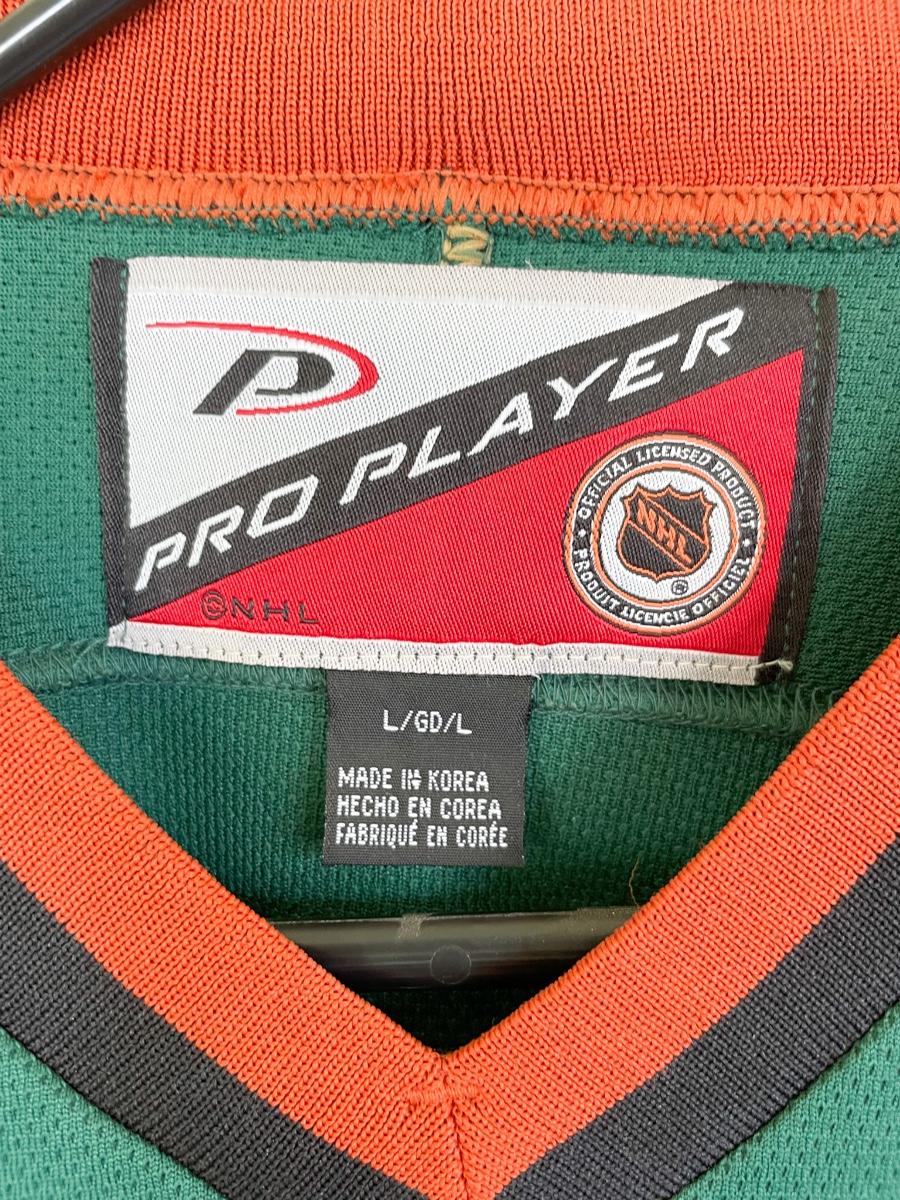 P
PRO PLAYER
©NHL
OFFICIAL LICENSED PRODUCT
NHL
®
PRODUIT LICENCIE OFFICIEL
L/GD/L
MADE IN KOREA
HECHO EN COREA
FABRIQUÉ EN CORÉE